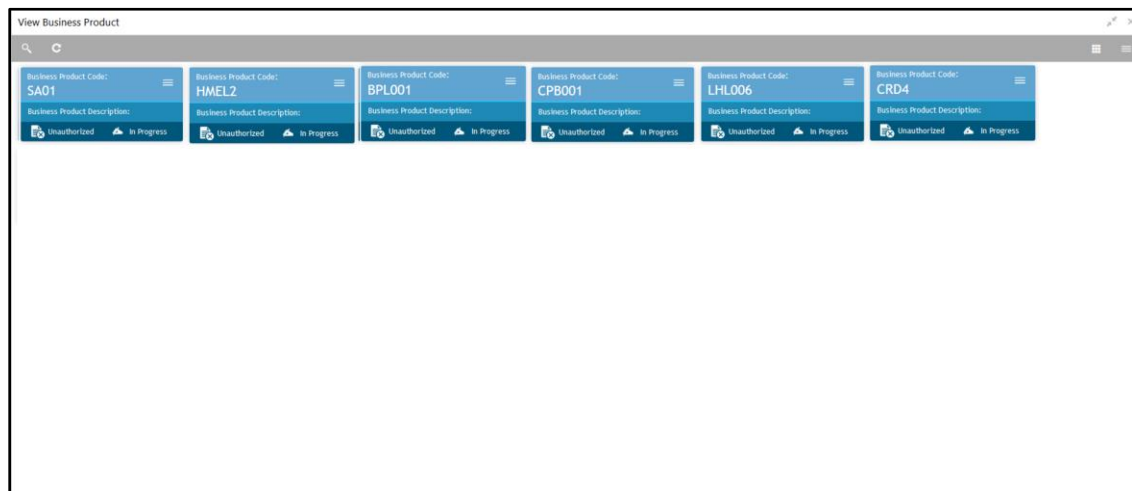 View Business Product
Business Product Code:
SA01
Business Product Description:
Unauthorized In Progress
Business Product Code:
HMEL2
Business Product Description:
Unauthorized In Progress
Business Product Code:
BPL001
Business Product Description:
Unauthorized In Progress
Business Product Code:
CPB001
Business Product Description:
Unauthorized In Progress
Business Product Code:
LHL006
Business Product Description:
Unauthorized In Progress
Business Product Code:
CRD4
Business Product Description:
Unauthorized In Progress